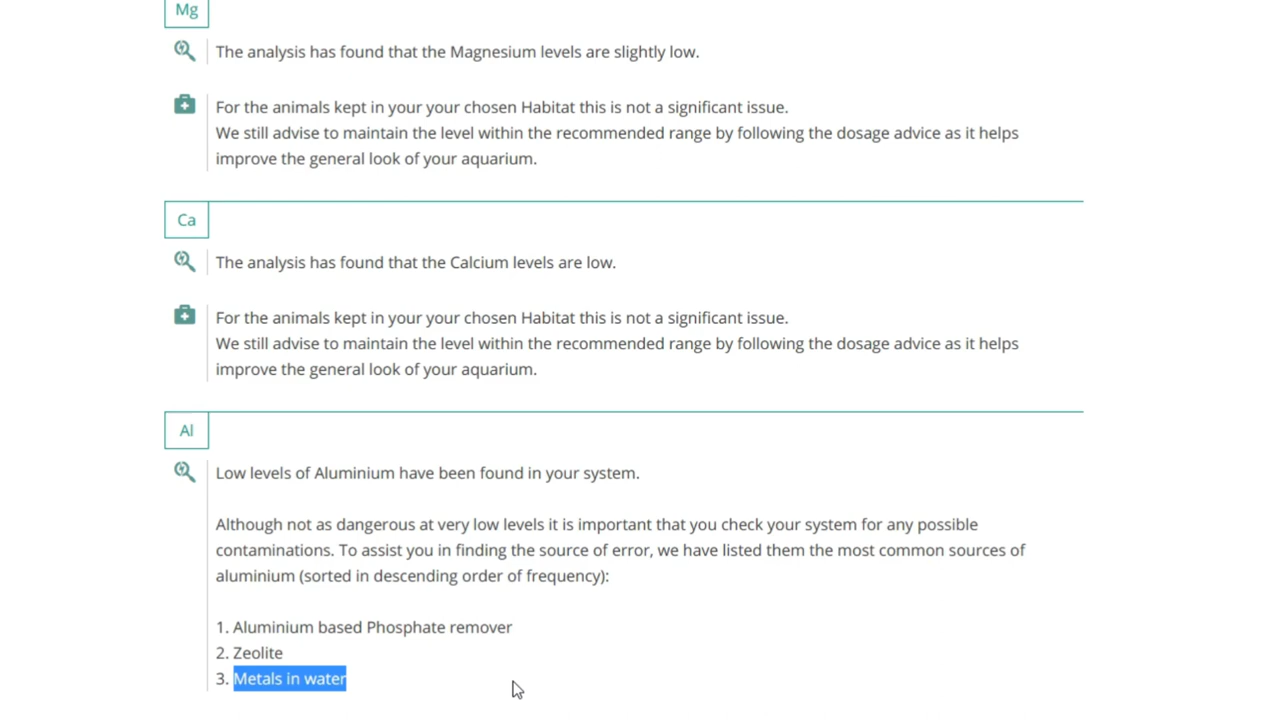 Mg
The analysis has found that the Magnesium levels are slightly low.
For the animals kept in your your chosen Habitat this is not a significant issue.
We still advise to maintain the level within the recommended range by following the dosage advice as it helps
improve the general look of your aquarium.
Ca
The analysis has found that the Calcium levels are low.
For the animals kept in your your chosen Habitat this is not a significant issue.
We still advise to maintain the level within the recommended range by following the dosage advice as it helps
improve the general look of your aquarium.
Al
Low levels of Aluminium have been found in your system.
Although not as dangerous at very low levels it is important that you check your system for any possible
contaminations. To assist you in finding the source of error, we have listed them the most common sources of
aluminium (sorted in descending order of frequency):
1. Aluminium based Phosphate remover
2. Zeolite
3. Metals in water